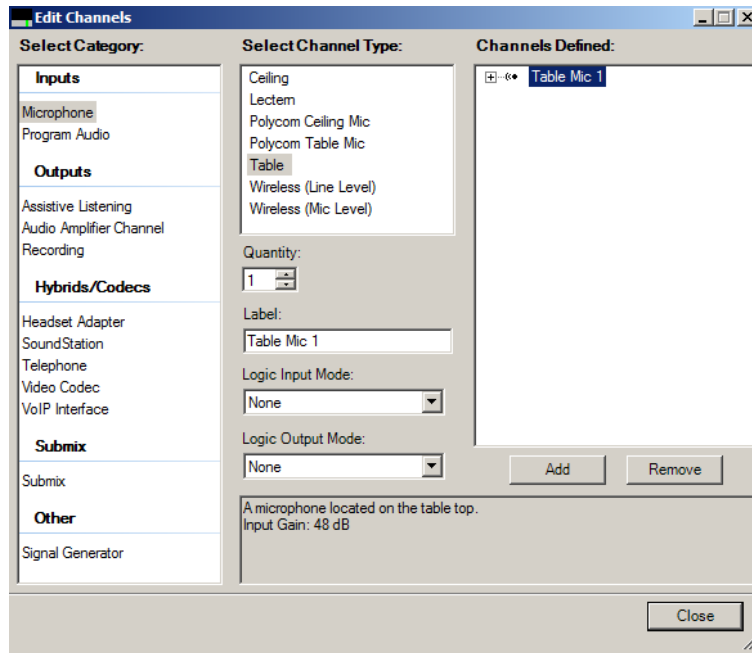 Edit Channels
Select Category:
Inputs
Microphone
Program Audio
Outputs
Assistive Listening
Audio Amplifier Channel
Recording
Hybrids/Codecs
Headset Adapter
SoundStation
Telephone
Video Codec
VoIP Interface
Submix
Submix
Other
Signal Generator
Select Channel Type:
Ceiling
Lectern
Polycom Ceiling Mic
Polycom Table Mic
Table
Wireless (Line Level)
Wireless (Mic Level)
Quantity:
1
Label:
Table Mic 1
Logic Input Mode:
None
Logic Output Mode:
None
Channels Defined:
Table Mic 1
Add
Remove
A microphone located on the table top.
Input Gain: 48 dB
Close